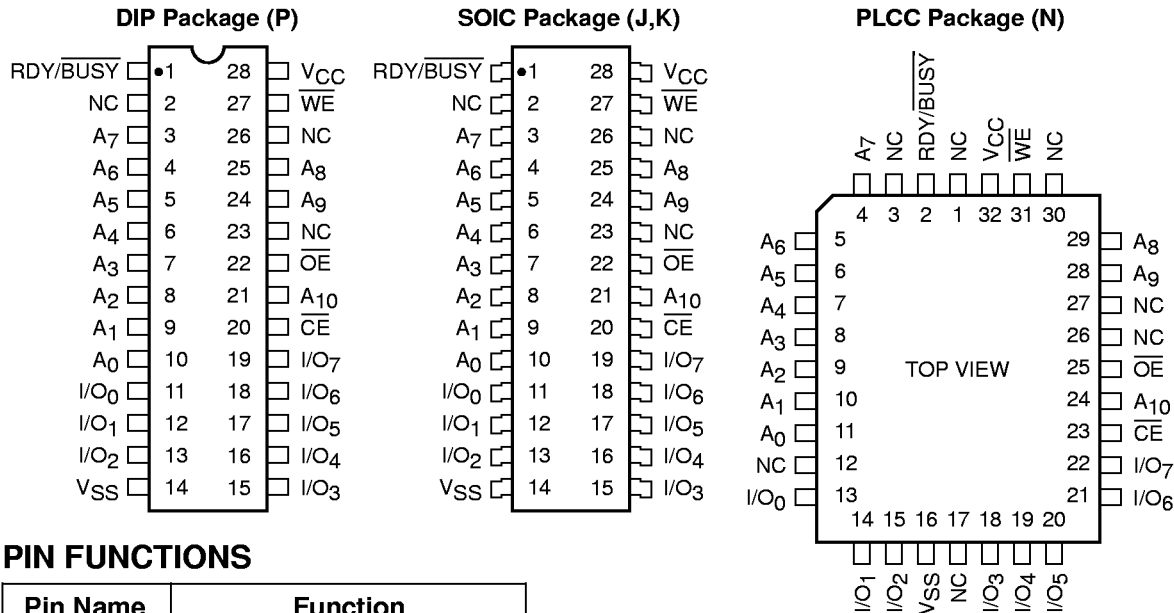 DIP Package (P)
RDY/BUSY 1 28 VCC
NC 2 27 WE
A7 3 26 NC
A6 4 25 A8
A5 5 24 A9
A4 6 23 NC
A3 7 22 OE
A2 8 21 A10
A1 9 20 CE
A0 10 19 I/O7
I/O0 11 18 I/O6
I/O1 12 17 I/O5
I/O2 13 16 I/O4
VSS 14 15 I/O3
SOIC Package (J,K)
RDY/BUSY 1 28 VCC
NC 2 27 WE
A7 3 26 NC
A6 4 25 A8
A5 5 24 A9
A4 6 23 NC
A3 7 22 OE
A2 8 21 A10
A1 9 20 CE
A0 10 19 I/O7
I/O0 11 18 I/O6
I/O1 12 17 I/O5
I/O2 13 16 I/O4
VSS 14 15 I/O3
PLCC Package (N)
A7 NC RDY/BUSY NC VCC WE NC
4 3 2 1 32 31 30
A6 5 29 A8
A5 6 28 A9
A4 7 27 NC
A3 8 26 NC
A2 9 TOP VIEW 25 OE
A1 10 24 A10
A0 11 23 CE
NC 12 22 I/O7
I/O0 13 21 I/O6
14 15 16 17 18 19 20
I/O1 I/O2 VSS NC I/O3 I/O4 I/O5
PIN FUNCTIONS
Pin Name Function